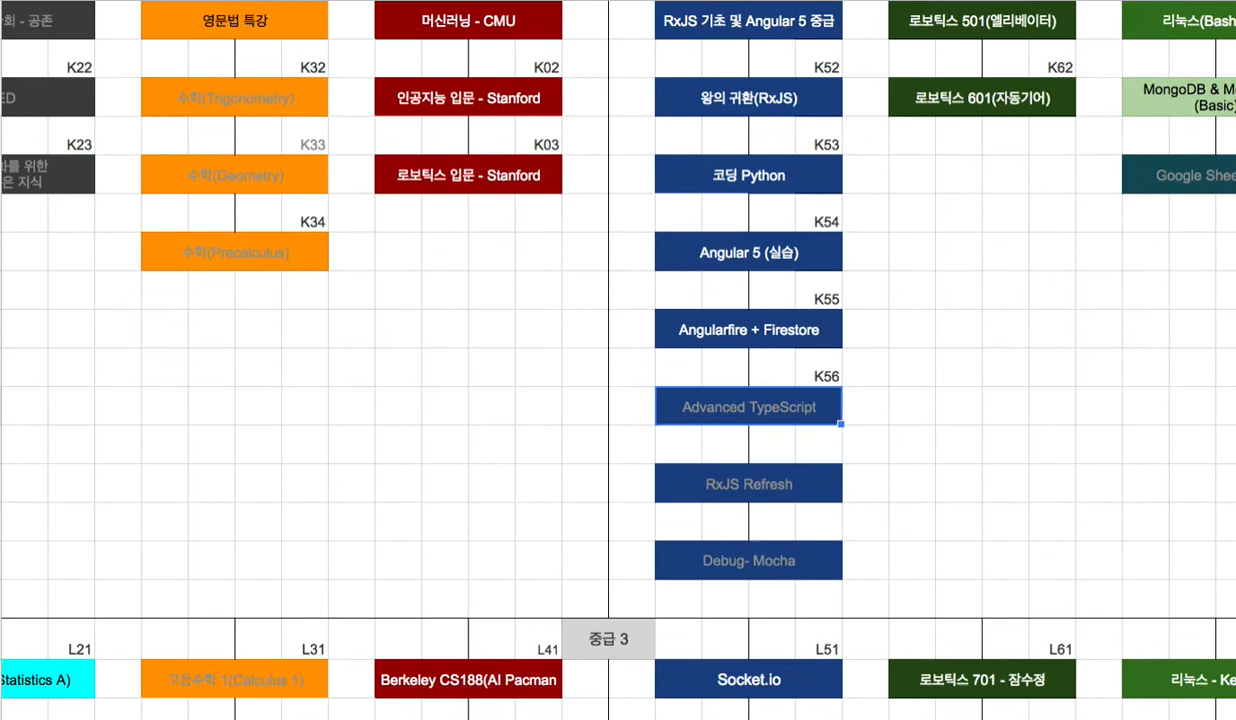 회 - 공존
영문법 특강
머신러닝 - CMU
RxJS 기초 및 Angular 5 중급
로보틱스 501(엘리베이터)
리눅스(Bash
K22
K32
K02
K52
K62
ED
수학(Trigonometry)
인공지능 입문 - Stanford
왕의 귀환(RxJS)
로보틱스 601(자동기어)
MongoDB & M
(Basic)
K23
K33
K03
K53
화를 위한
은 지식
수학(Geometry)
로보틱스 입문 - Stanford
코딩 Python
Google Shee
K34
K54
수학(Precalculus)
Angular 5 (실습)
K55
Angularfire + Firestore
K56
Advanced TypeScript
RxJS Refresh
Debug- Mocha
중급 3
L21
L31
L41
L51
L61
Statistics A)
고등수학 1(Calculus 1)
Berkeley CS188(AI Pacman
Socket.io
로보틱스 701 - 잠수정
리눅스 - Ke